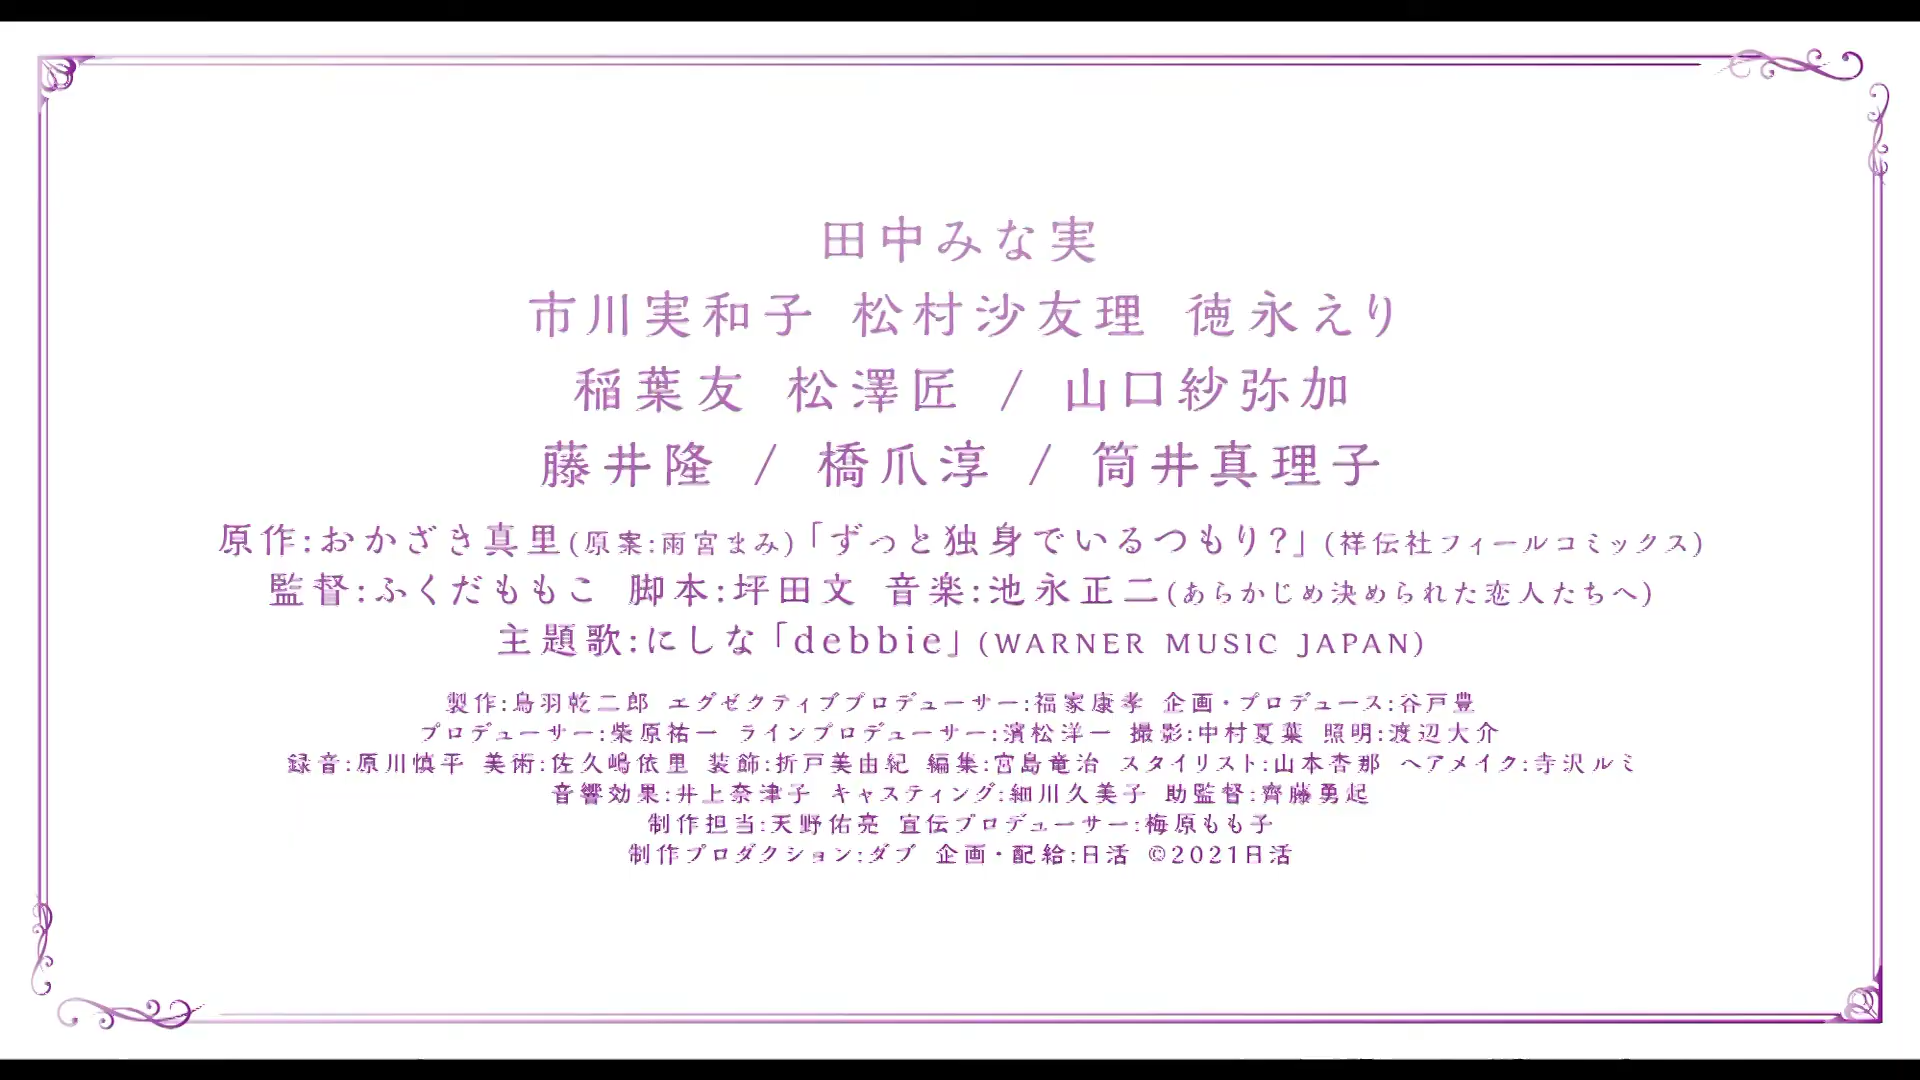 田中みな実
市川実和子 松村沙友理 徳永えり
稲葉友 松澤匠 / 山口紗弥加
藤井隆 / 橋爪淳 / 筒井真理子
原作:おかざき真里(原案:雨宮まみ)「ずっと独身でいるつもり?」(祥伝社フィールコミックス)
監督:ふくだももこ 脚本:坪田文 音楽:池永正二(あらかじめ決められた恋人たちへ)
主題歌:にしな「debbie」(WARNER MUSIC JAPAN)
製作:鳥羽乾二郎 エグゼクティブプロデューサー:福家康孝 企画・プロデュース:谷戸豊
プロデューサー:柴原祐一 ラインプロデューサー:濱松洋一 撮影:中村夏葉 照明:渡辺大介
録音:原川慎平 美術:佐久嶋依里 装飾:折戸美由紀 編集:宮島竜治 スタイリスト:山本杏那 ヘアメイク:寺沢ルミ
音響効果:井上奈津子 キャスティング:細川久美子 助監督:齊藤勇起
制作担当:天野佑亮 宣伝プロデューサー:梅原もも子
制作プロダクション:ダブ 企画・配給:日活 ©2021日活